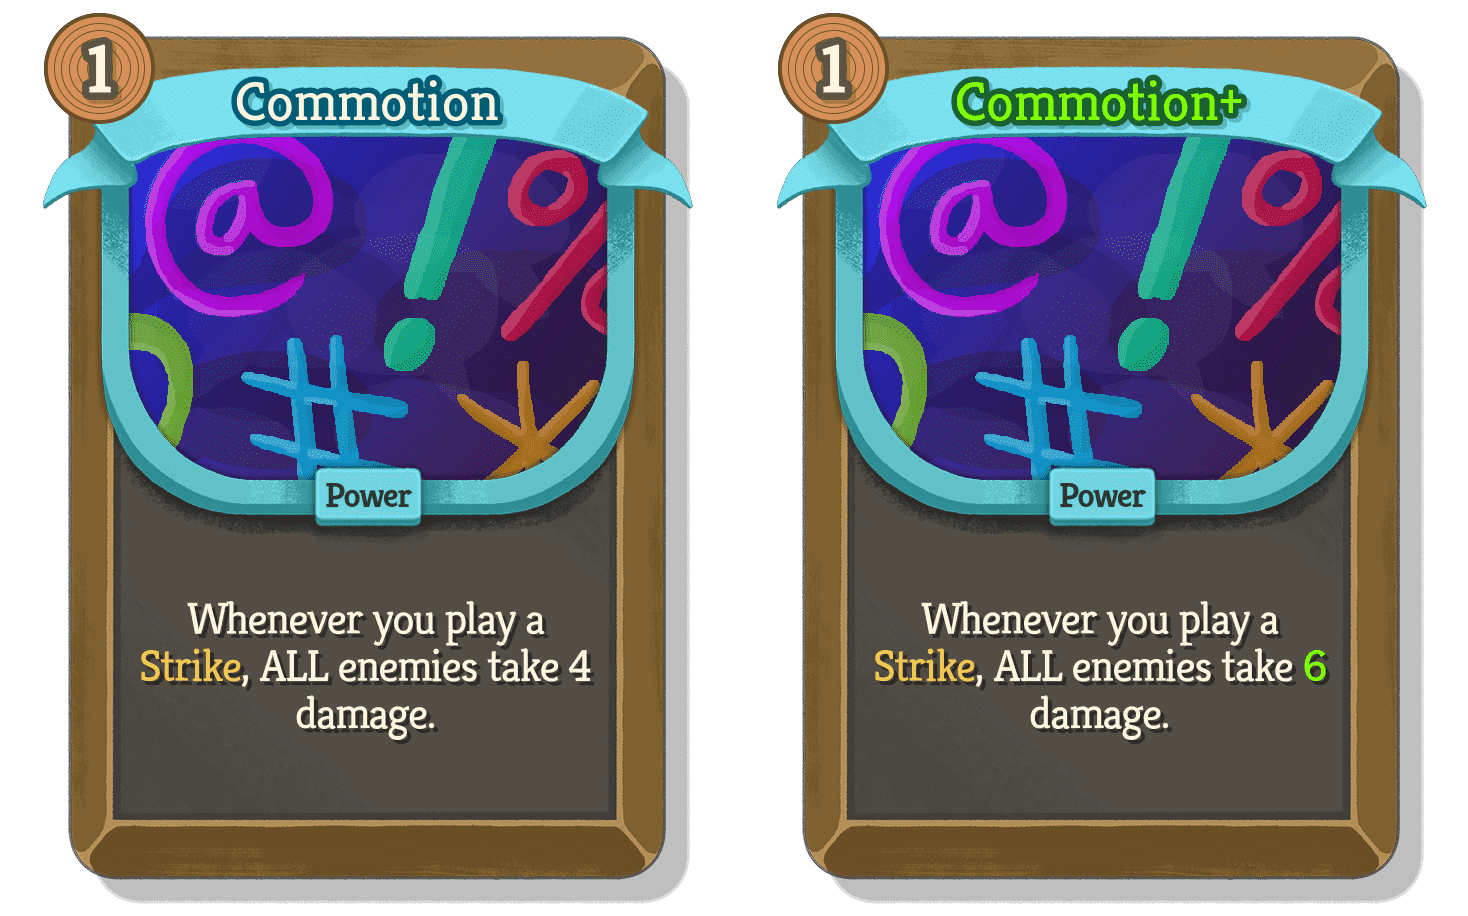 1
Commotion
@!%
#*
Power
Whenever you play a
Strike, ALL enemies take 4
damage.
1
Commotion+
@!%
#*
Power
Whenever you play a
Strike, ALL enemies take 6
damage.